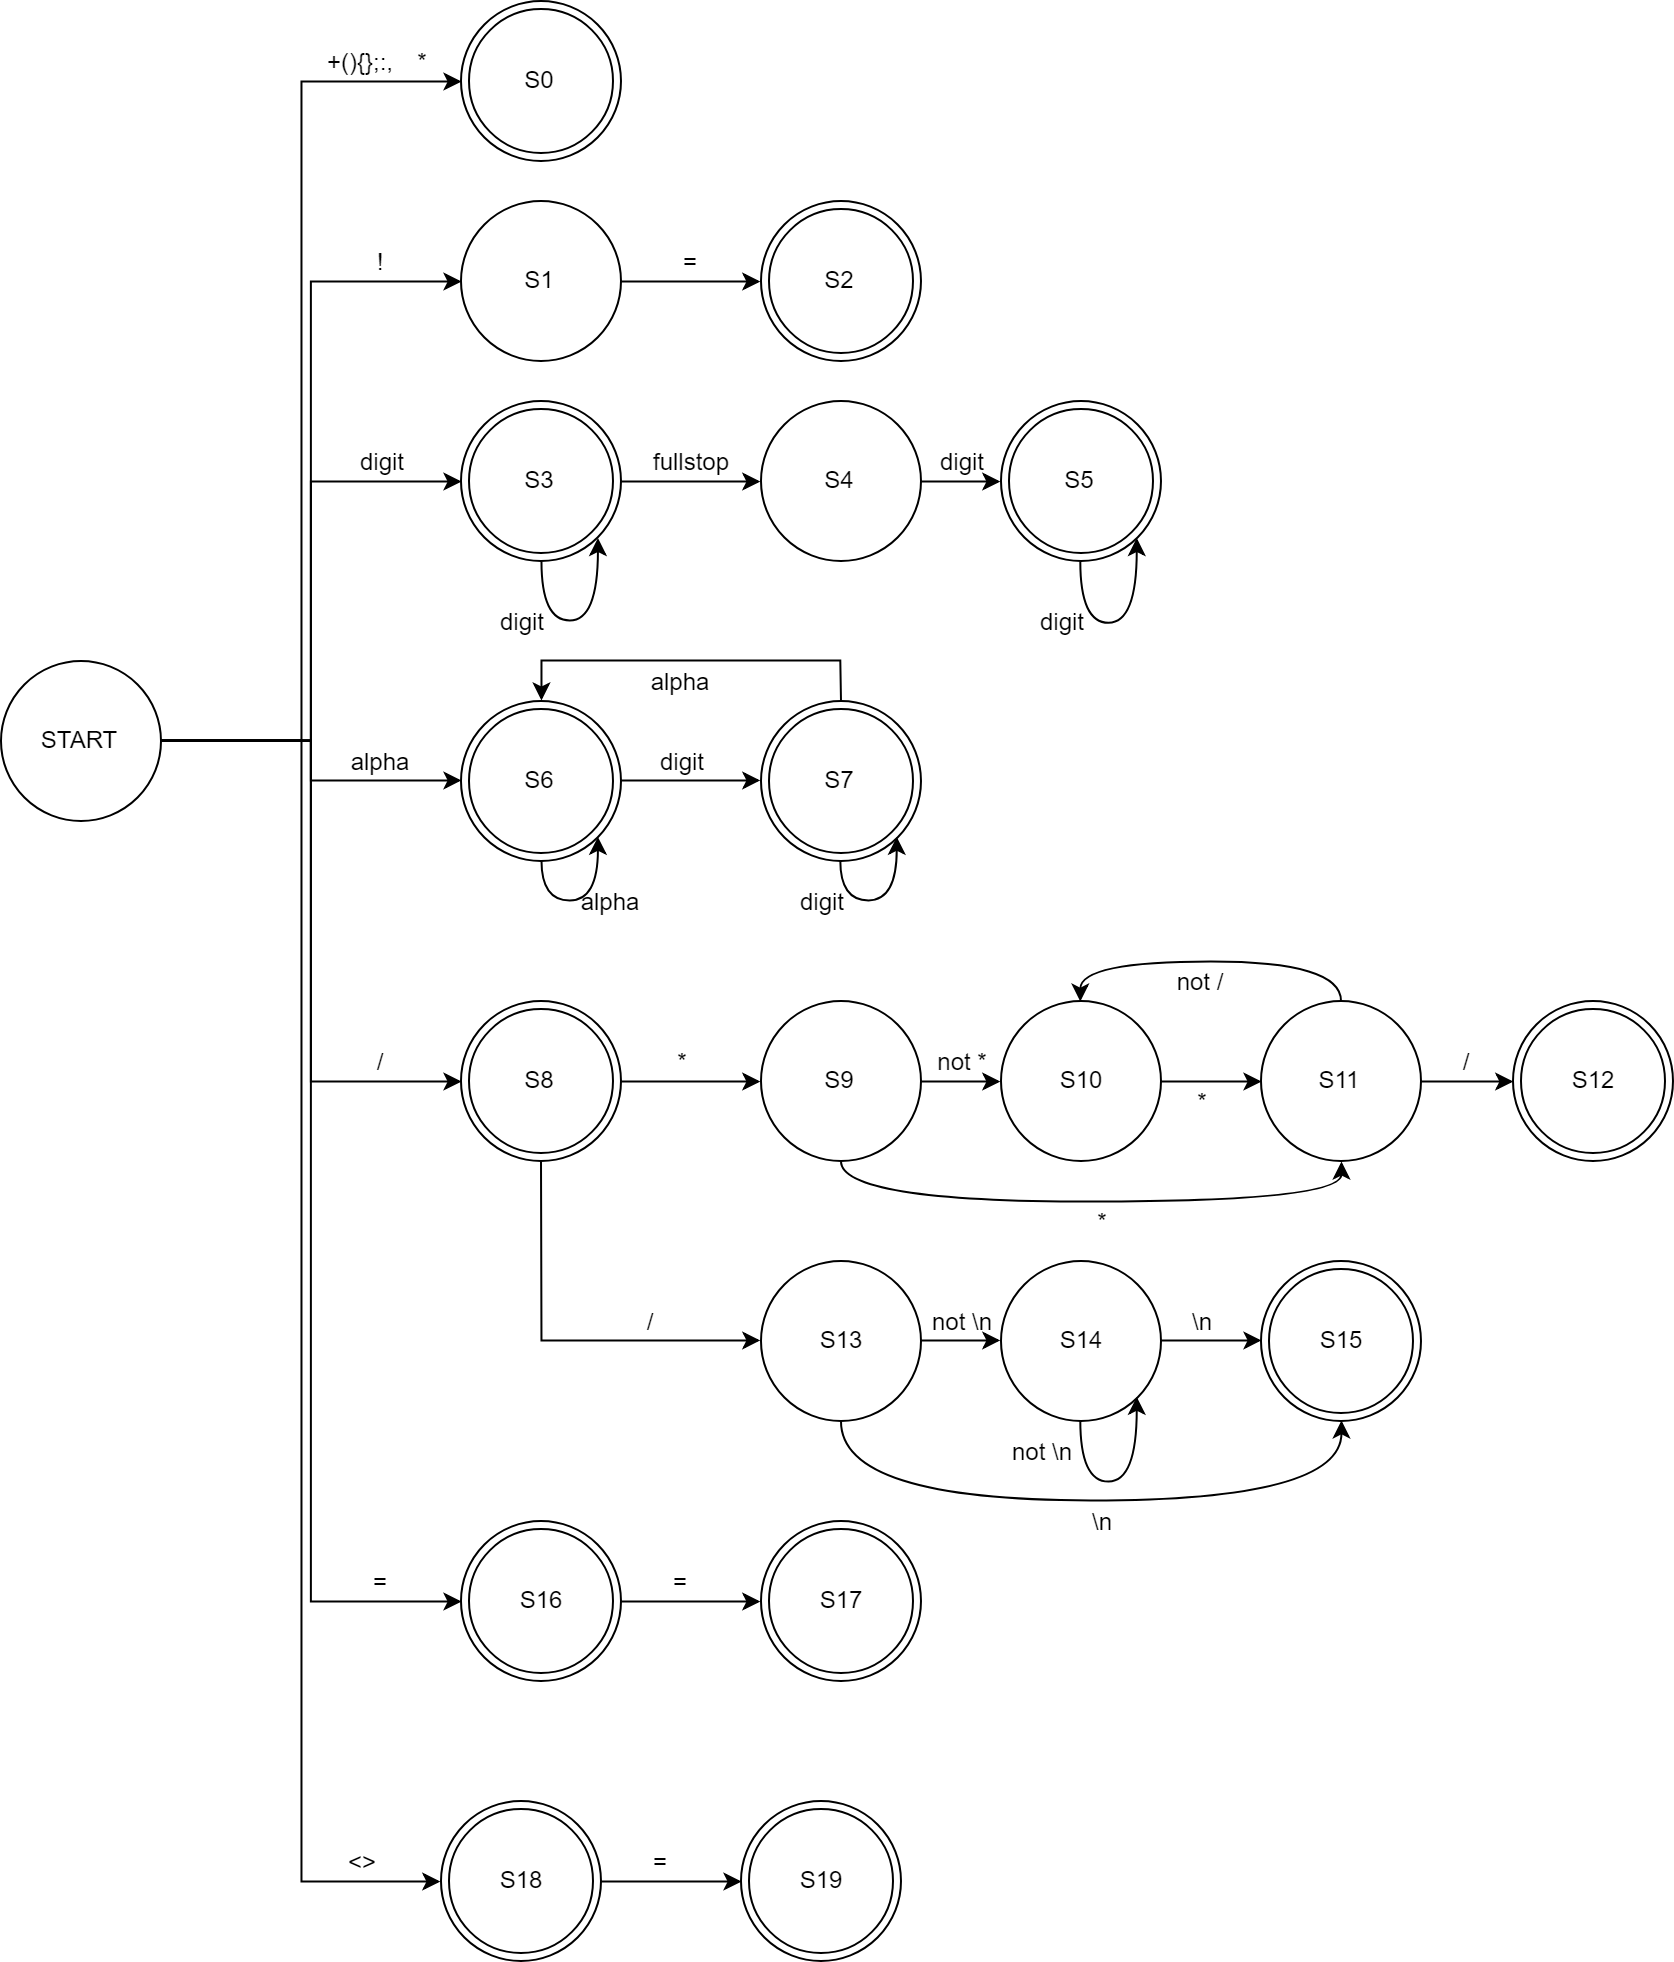 +(){};:, *
S0
!
S1
=
S2
digit
S3
fullstop
S4
digit
S5
digit
digit
START
alpha
alpha
S6
digit
S7
alpha
digit
not /
/
S8
*
S9
not *
S10
*
S11
/
S12
*
/
S13
not \n
S14
\n
S15
not \n
\n
=
S16
=
S17
<>
S18
=
S19